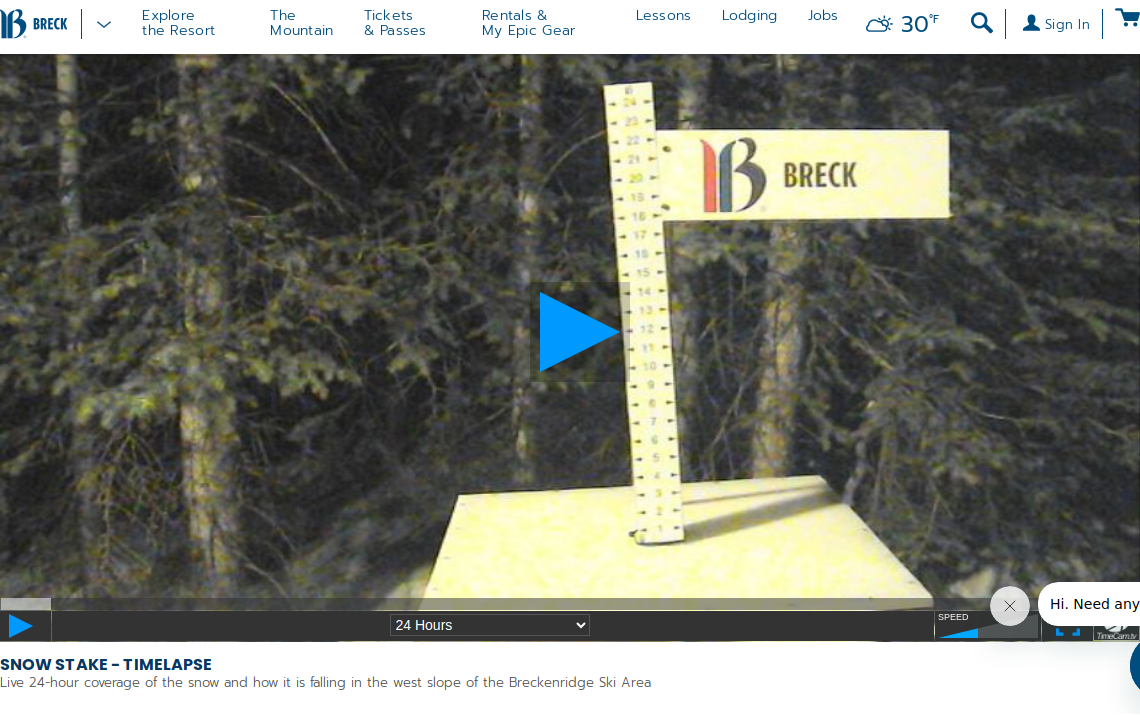 BRECK
Explore
the Resort
The
Mountain
Tickets
& Passes
Rentals &
My Epic Gear
Lessons
Lodging
Jobs
30°F
Sign In
24
23
22
21
20
19
18
17
16
15
14
13
12
11
10
9
8
7
6
5
4
3
2
1
B BRECK
24 Hours
SPEED
Hi. Need any
TimeCam.tv
SNOW STAKE - TIMELAPSE
Live 24-hour coverage of the snow and how it is falling in the west slope of the Breckenridge Ski Area